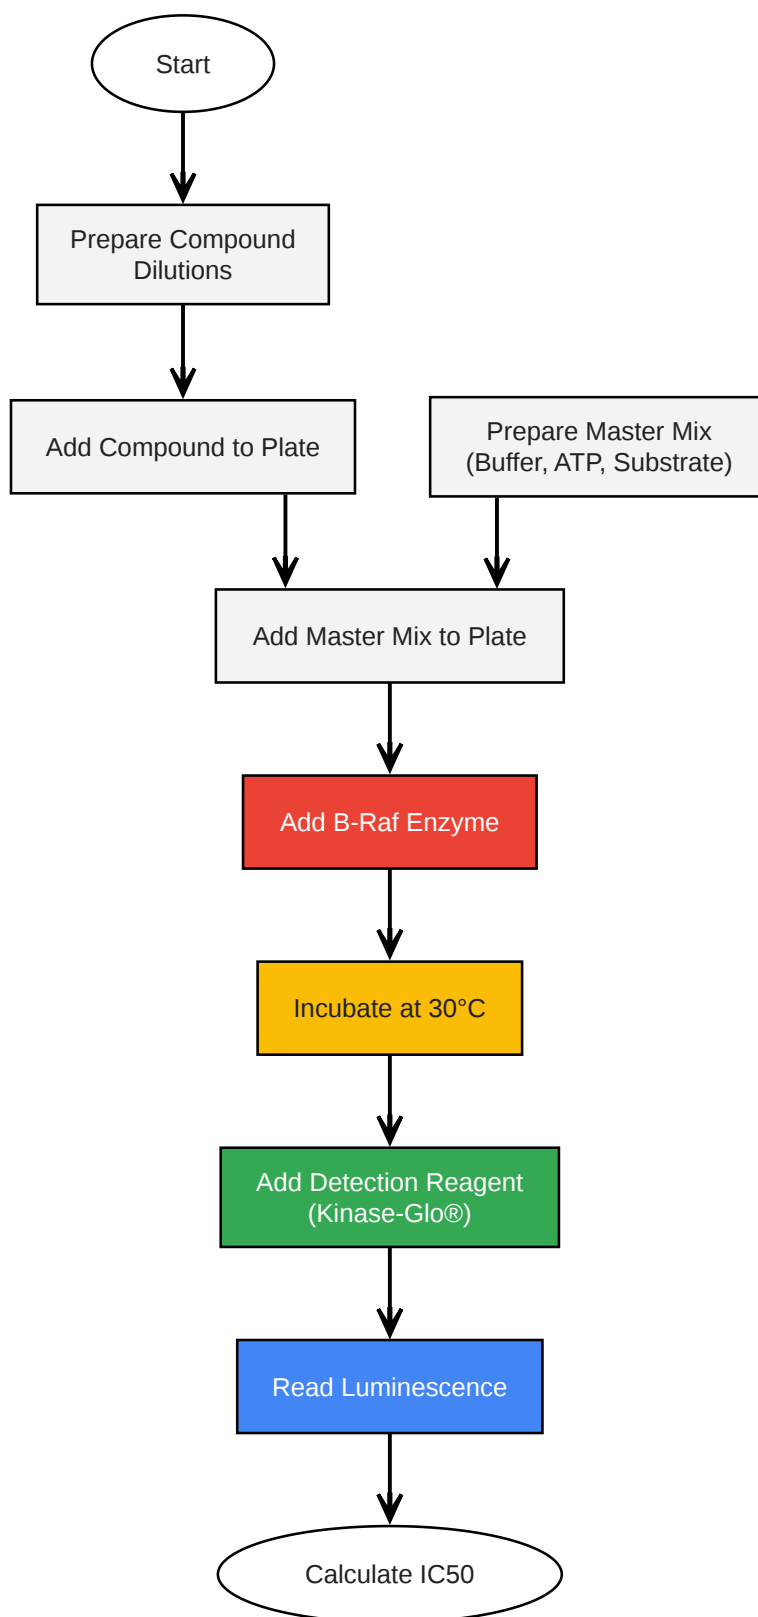 Start
Prepare Compound
Dilutions
Add Compound to Plate
Prepare Master Mix
(Buffer, ATP, Substrate)
Add Master Mix to Plate
Add B-Raf Enzyme
Incubate at 30°C
Add Detection Reagent
(Kinase-Glo®)
Read Luminescence
Calculate IC50